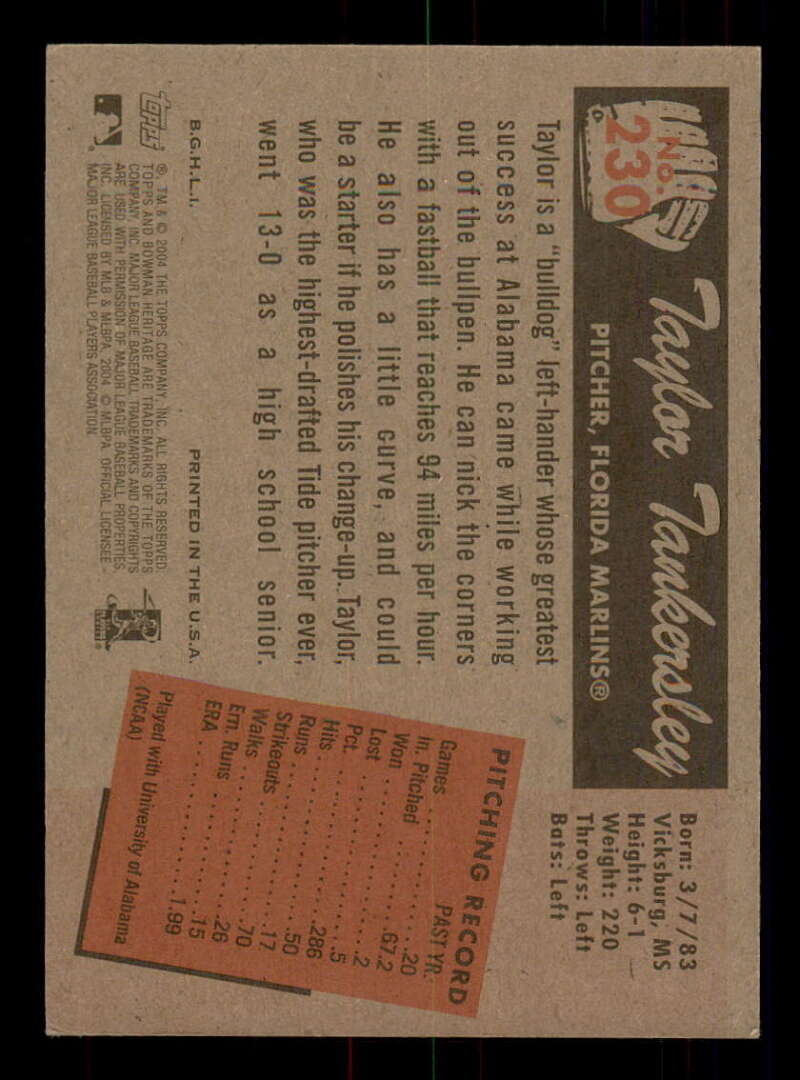 No.
230
Taylor Tankersley
PITCHER, FLORIDA MARLINS®
Born: 3/7/83
Vicksburg, MS
Height: 6-1
Weight: 220
Throws: Left
Bats: Left
Taylor is a "bulldog" left-hander whose greatest
success at Alabama came while working
out of the bullpen. He can nick the corners
with a fastball that reaches 94 miles per hour.
He also has a little curve, and could
be a starter if he polishes his change-up. Taylor,
who was the highest-drafted Tide pitcher ever,
went 13-0 as a high school senior.
PITCHING RECORD
PAST YR.
Games ..........20
In. Pitched ......67.2
Won ..........2
Lost ..........5
Pct. ..........286
Hits ..........50
Runs ..........17
Strikeouts ..........70
Walks ..........26
Ern. Runs ..........15
ERA ..........1.99
Played with University of Alabama
(NCAA)
B.G.H.L.I. PRINTED IN THE U.S.A.
Topps
®, TM & © 2004 THE TOPPS COMPANY, INC. ALL RIGHTS RESERVED.
TOPPS AND BOWMAN HERITAGE ARE TRADEMARKS OF THE TOPPS
COMPANY, INC. MAJOR LEAGUE BASEBALL TRADEMARKS AND COPYRIGHTS
ARE USED WITH PERMISSION OF MAJOR LEAGUE BASEBALL PROPERTIES,
INC. LICENSED BY MLB & MLBPA. 2004 © MLBPA. OFFICIAL LICENSEE -
MAJOR LEAGUE BASEBALL PLAYERS ASSOCIATION.